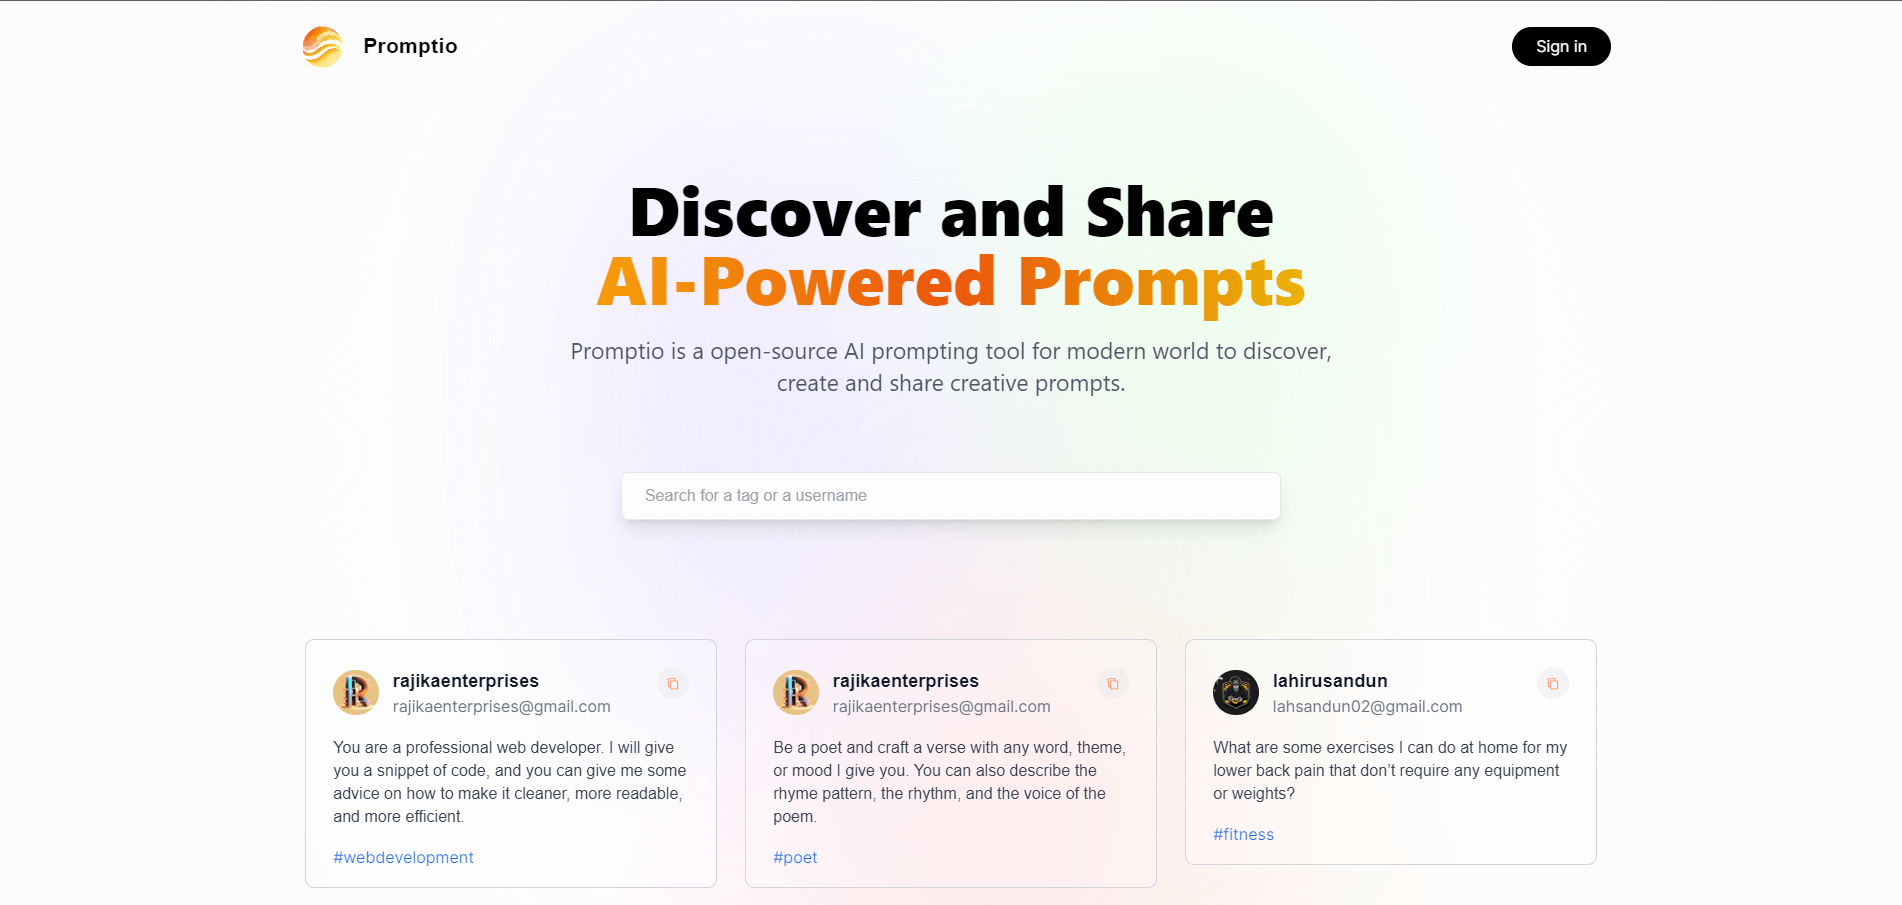 Promptio
Sign in
Discover and Share
AI-Powered Prompts
Promptio is a open-source AI prompting tool for modern world to discover,
create and share creative prompts.
Search for a tag or a username
rajikaenterprises
rajikaenterprises@gmail.com
You are a professional web developer. I will give
you a snippet of code, and you can give me some
advice on how to make it cleaner, more readable,
and more efficient.
#webdevelopment
rajikaenterprises
rajikaenterprises@gmail.com
Be a poet and craft a verse with any word, theme,
or mood I give you. You can also describe the
rhyme pattern, the rhythm, and the voice of the
poem.
#poet
lahirusandun
lahsandun02@gmail.com
What are some exercises I can do at home for my
lower back pain that don’t require any equipment
or weights?
#fitness